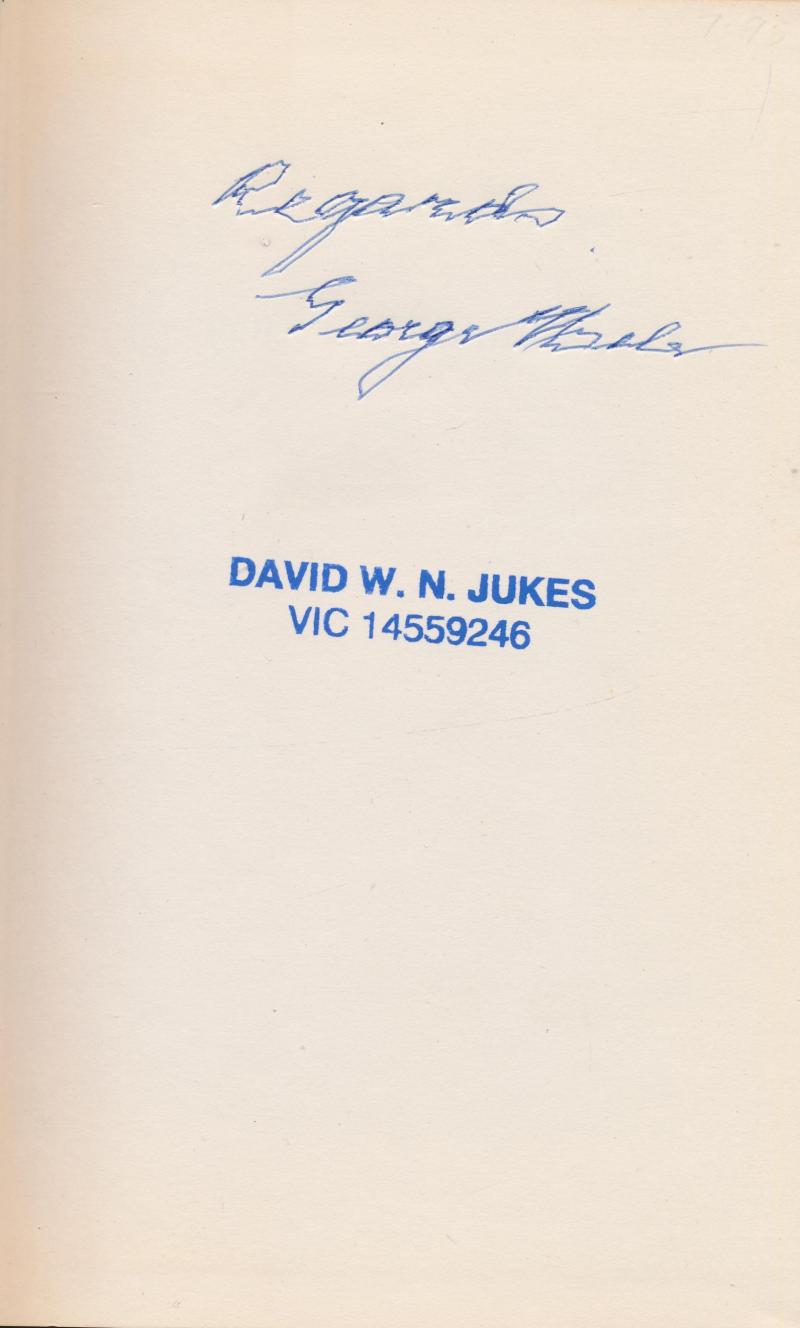 Regards.
George
DAVID W. N. JUKES
VIC 14559246